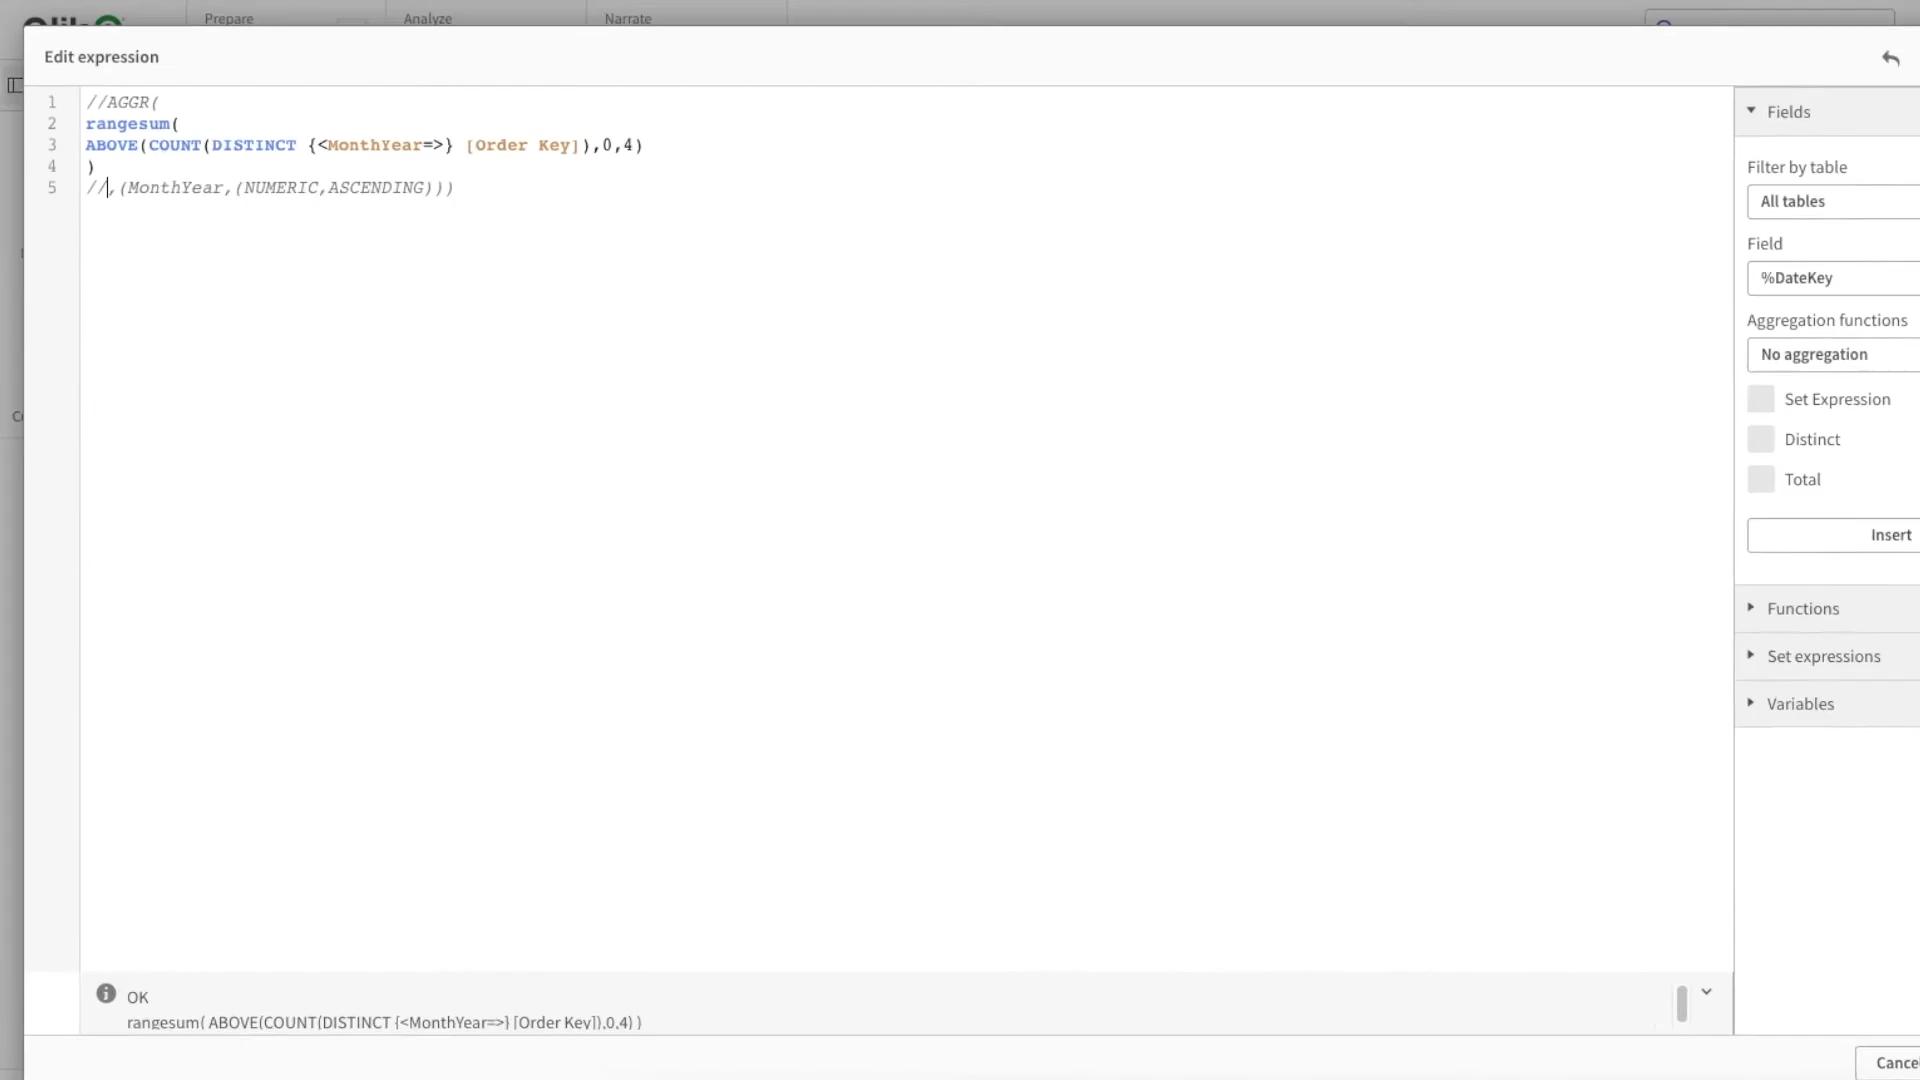 Prepare
Analyze
Narrate
Edit expression
1 //AGGR(
2 rangesum(
3 ABOVE(COUNT(DISTINCT {<MonthYear=>} [Order Key]),0,4)
4 )
5 //,(MonthYear,(NUMERIC,ASCENDING)))
Fields
Filter by table
All tables
Field
%DateKey
Aggregation functions
No aggregation
Set Expression
Distinct
Total
Insert
Functions
Set expressions
Variables
OK
rangesum( ABOVE(COUNT(DISTINCT {<MonthYear=>} [Order Key]),0,4) )
Cance